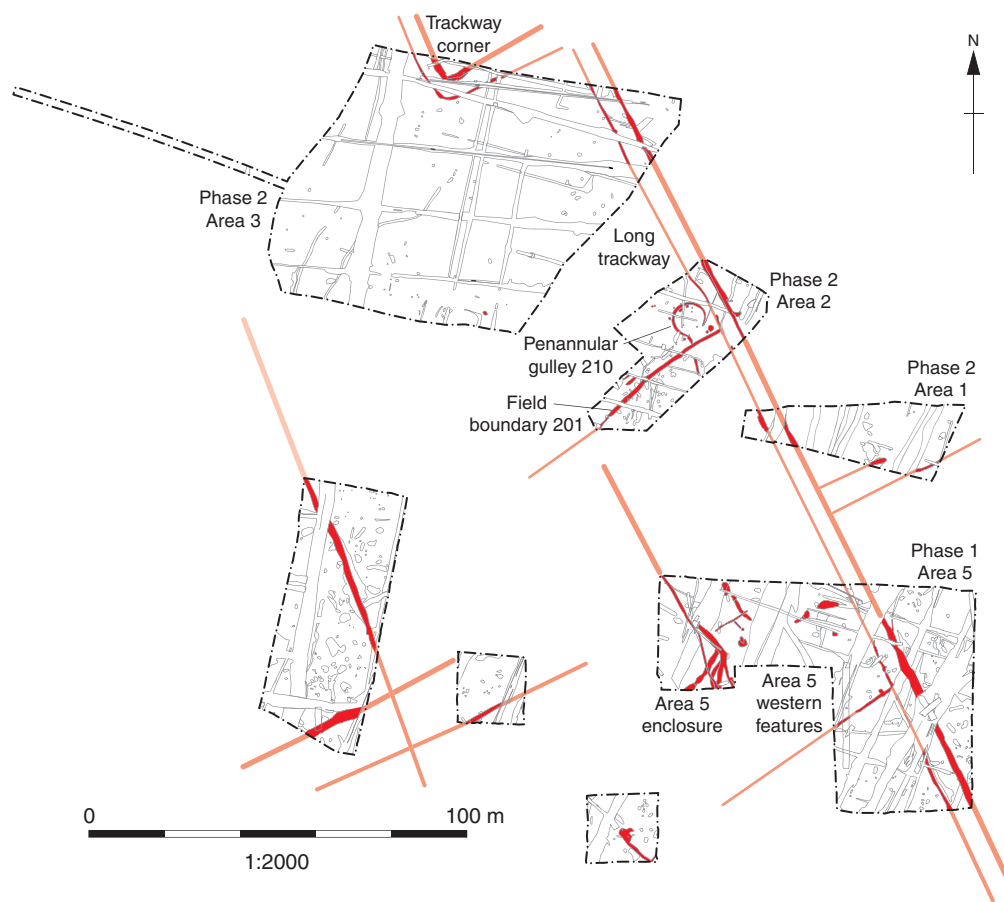 Trackway
corner
N
Phase 2
Area 3
Long
trackway
Phase 2
Area 2
Penannular
gulley 210
Phase 2
Area 1
Field
boundary 201
Phase 1
Area 5
Area 5
enclosure
Area 5
western
features
0
100 m
1:2000